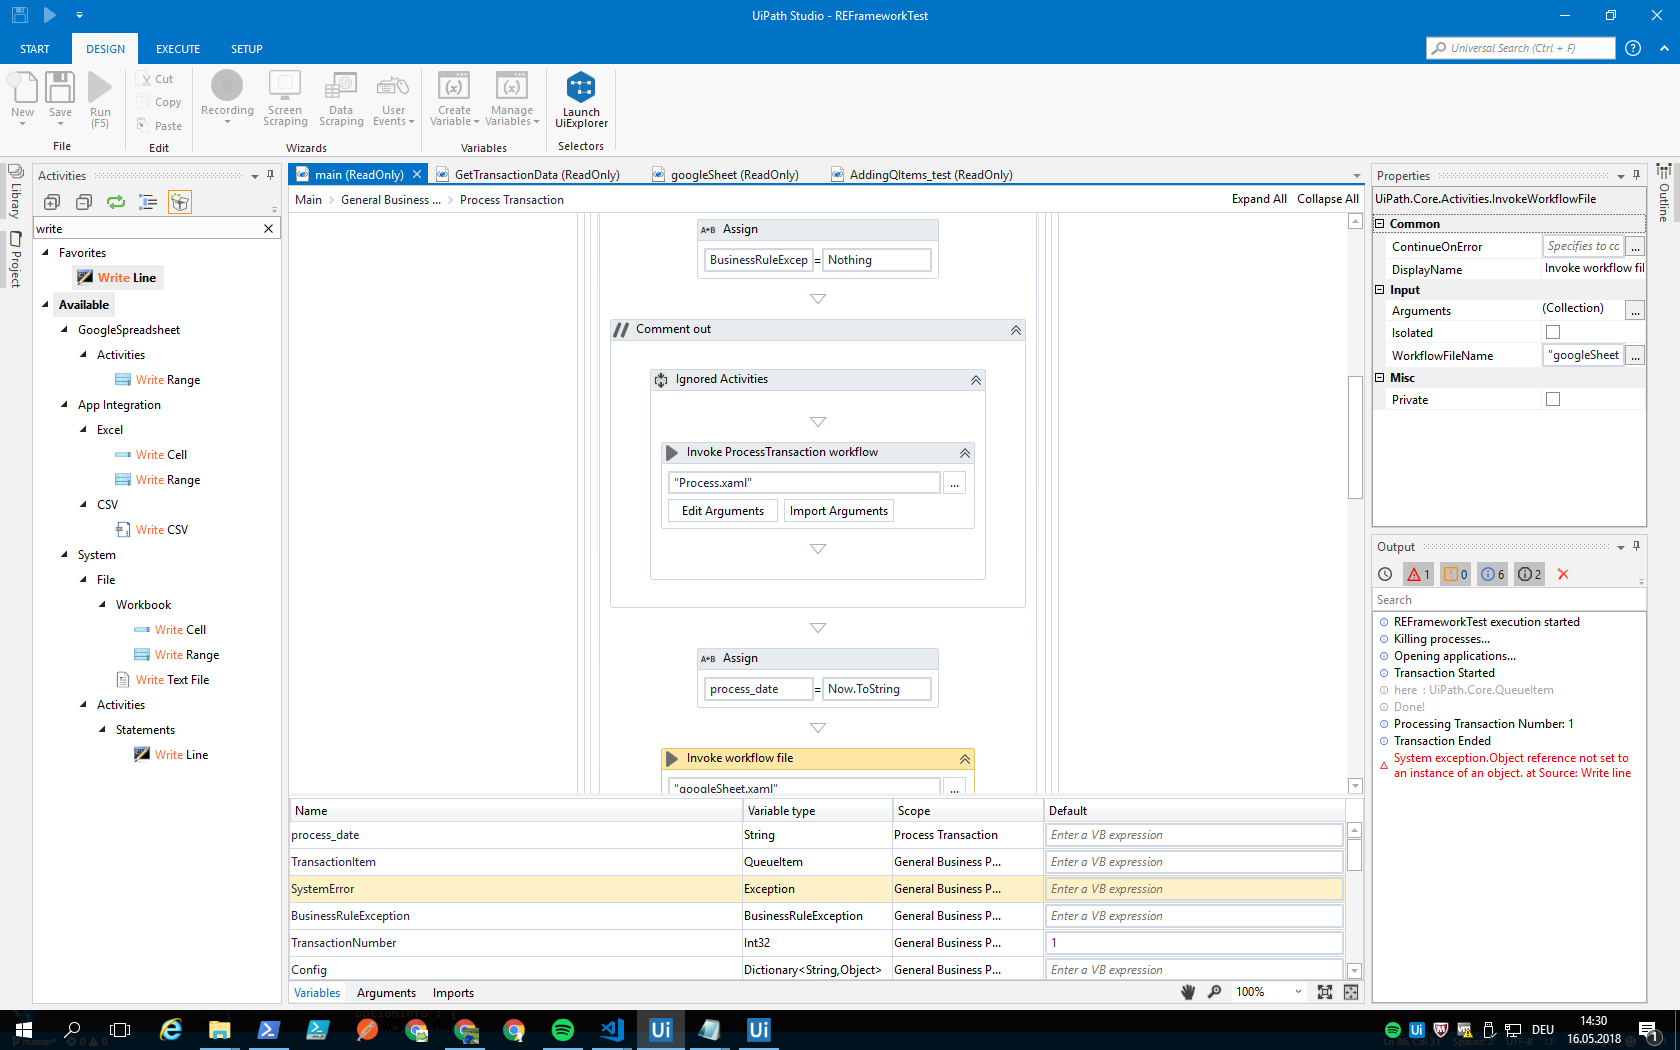 UiPath Studio - REFrameworkTest
START DESIGN EXECUTE SETUP
Universal Search (Ctrl + F)
New
Save
Run
(F5)
File
Cut
Copy
Paste
Edit
Recording
Screen
Scraping
Data
Scraping
User
Events
Wizards
Create
Variable
Manage
Variables
Variables
Launch
UiExplorer
Selectors
Library
Project
Activities
write
Favorites
Write Line
Available
GoogleSpreadsheet
Activities
Write Range
App Integration
Excel
Write Cell
Write Range
CSV
Write CSV
System
File
Workbook
Write Cell
Write Range
Write Text File
Activities
Statements
Write Line
main (ReadOnly)
GetTransactionData (ReadOnly)
googleSheet (ReadOnly)
AddingQItems_test (ReadOnly)
Main > General Business ... > Process Transaction
Expand All Collapse All
A+B Assign
BusinessRuleExcep = Nothing
// Comment out
Ignored Activities
Invoke ProcessTransaction workflow
"Process.xaml" ...
Edit Arguments Import Arguments
A+B Assign
process_date = Now.ToString
Invoke workflow file
"googleSheet.xaml" ...
Name Variable type Scope Default
process_date String Process Transaction Enter a VB expression
TransactionItem QueueItem General Business P... Enter a VB expression
SystemError Exception General Business P... Enter a VB expression
BusinessRuleException BusinessRuleException General Business P... Enter a VB expression
TransactionNumber Int32 General Business P... 1
Config Dictionary<String,Object> General Business P... Enter a VB expression
Variables Arguments Imports
100%
Properties
UiPath.Core.Activities.InvokeWorkflowFile
Common
ContinueOnError Specifies to co ...
DisplayName Invoke workflow fil
Input
Arguments (Collection) ...
Isolated
WorkflowFileName "googleSheet ...
Misc
Private
Outline
Output
1 0 6 2
Search
REFrameworkTest execution started
Killing processes...
Opening applications...
Transaction Started
here : UiPath.Core.QueueItem
Done!
Processing Transaction Number: 1
Transaction Ended
System exception.Object reference not set to
an instance of an object. at Source: Write line
Ui
Ui
Ui
DEU
14:30
16.05.2018
1